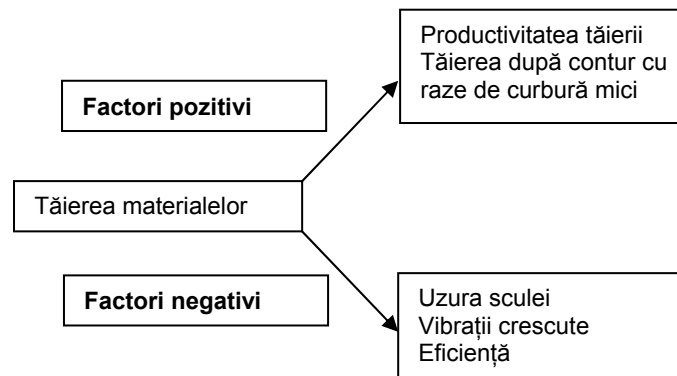 Productivitatea tăierii
Tăierea după contur cu
raze de curbură mici
Factori pozitivi
Tăierea materialelor
Factori negativi
Uzura sculei
Vibrații crescute
Eficiență